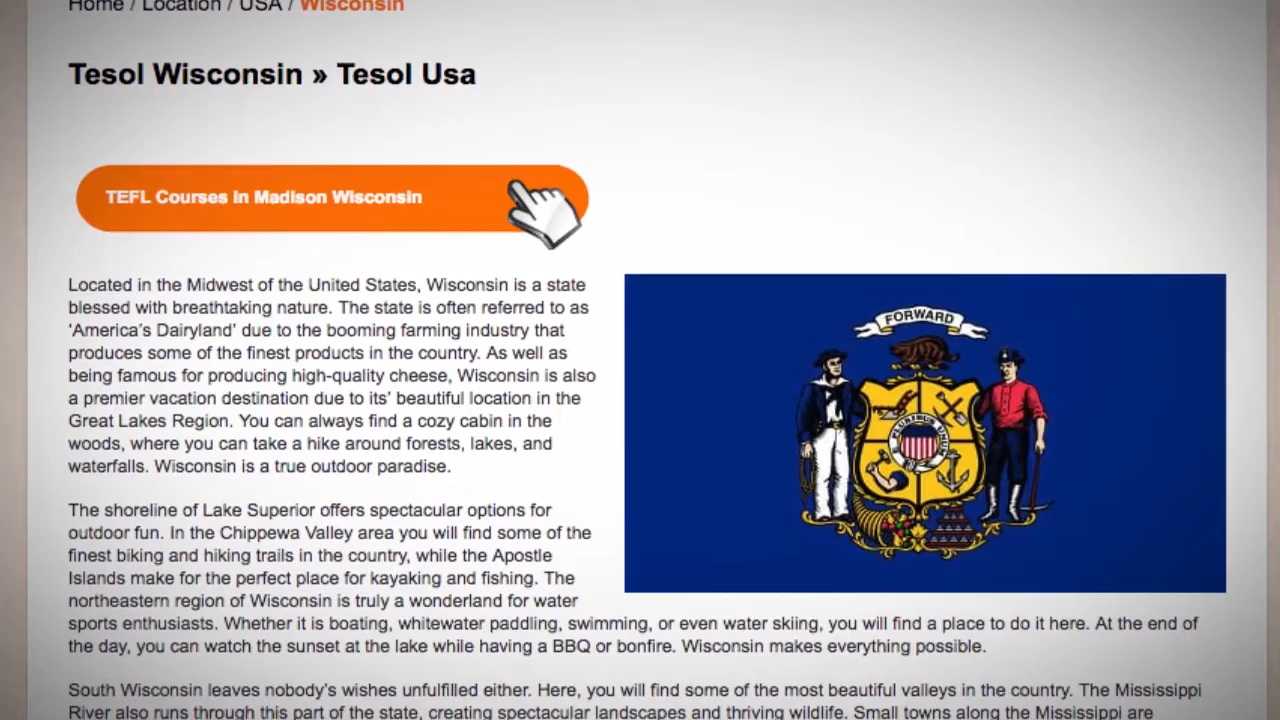 Home / Location / USA / Wisconsin
Tesol Wisconsin » Tesol Usa
TEFL Courses in Madison Wisconsin
Located in the Midwest of the United States, Wisconsin is a state
blessed with breathtaking nature. The state is often referred to as
'America's Dairyland' due to the booming farming industry that
produces some of the finest products in the country. As well as
being famous for producing high-quality cheese, Wisconsin is also
a premier vacation destination due to its' beautiful location in the
Great Lakes Region. You can always find a cozy cabin in the
woods, where you can take a hike around forests, lakes, and
waterfalls. Wisconsin is a true outdoor paradise.
FORWARD
E PLURIBUS UNUM
The shoreline of Lake Superior offers spectacular options for
outdoor fun. In the Chippewa Valley area you will find some of the
finest biking and hiking trails in the country, while the Apostle
Islands make for the perfect place for kayaking and fishing. The
northeastern region of Wisconsin is truly a wonderland for water
sports enthusiasts. Whether it is boating, whitewater paddling, swimming, or even water skiing, you will find a place to do it here. At the end of
the day, you can watch the sunset at the lake while having a BBQ or bonfire. Wisconsin makes everything possible.
South Wisconsin leaves nobody's wishes unfulfilled either. Here, you will find some of the most beautiful valleys in the country. The Mississippi
River also runs through this part of the state, creating spectacular landscapes and thriving wildlife. Small towns along the Mississippi are